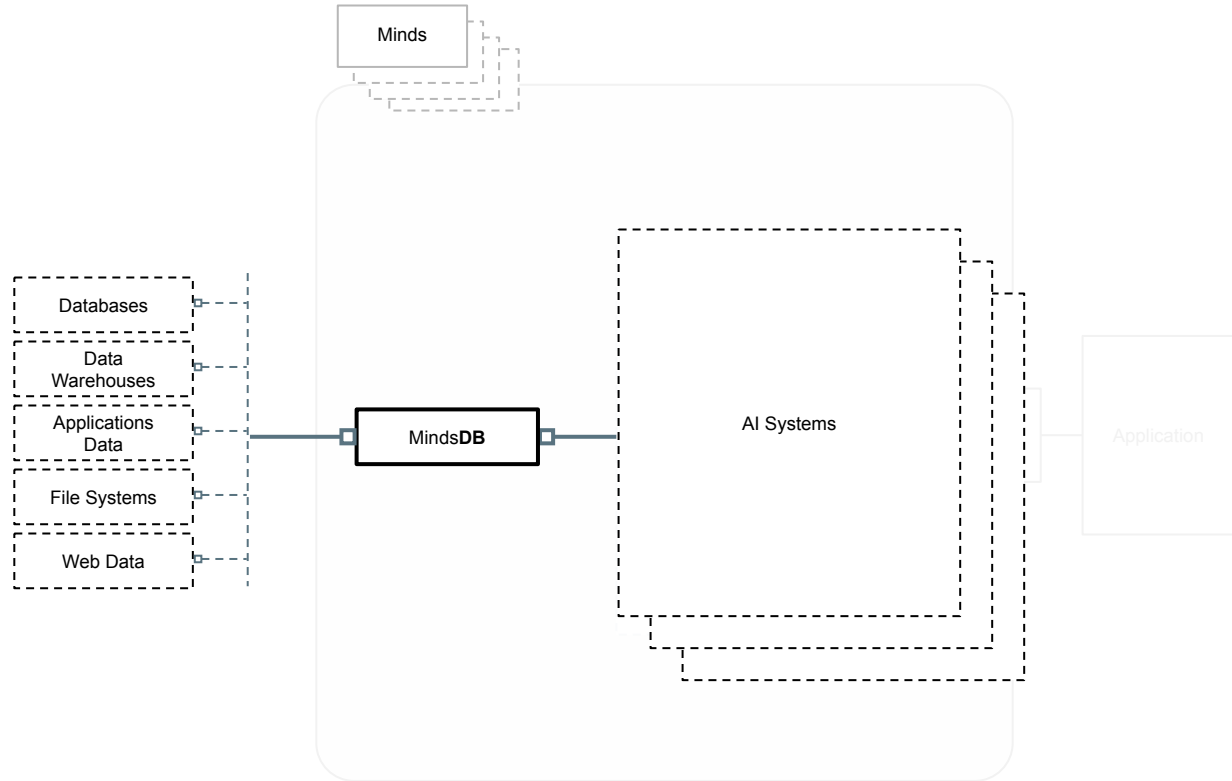 Minds
Databases
Data
Warehouses
Applications
Data
File Systems
Web Data
MindsDB
AI Systems
Application